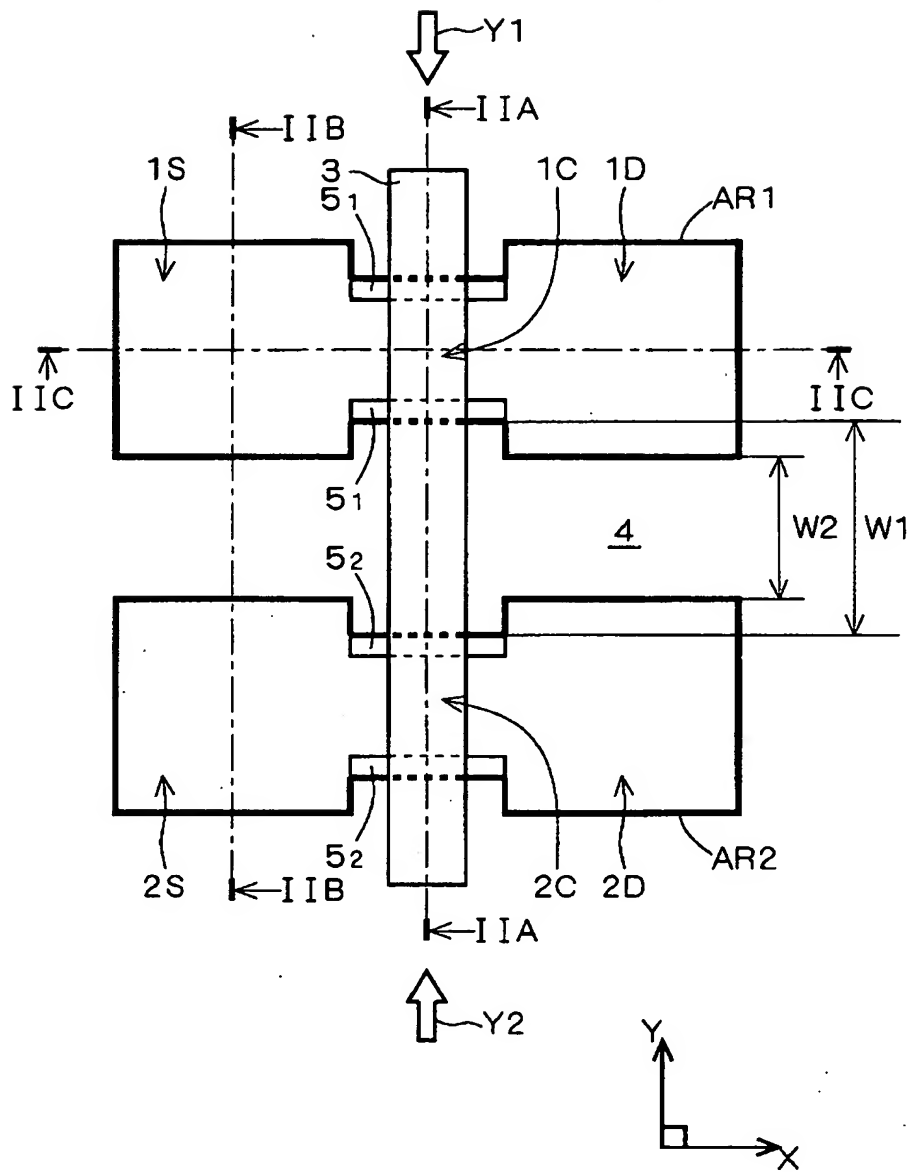 Y1
IIA
IIB
1S
3
1C
1D
AR1
5₁
IIC
IIC
5₁
W2
W1
4
5₂
2S
5₂
2C
2D
AR2
IIB
IIA
Y2
Y
X